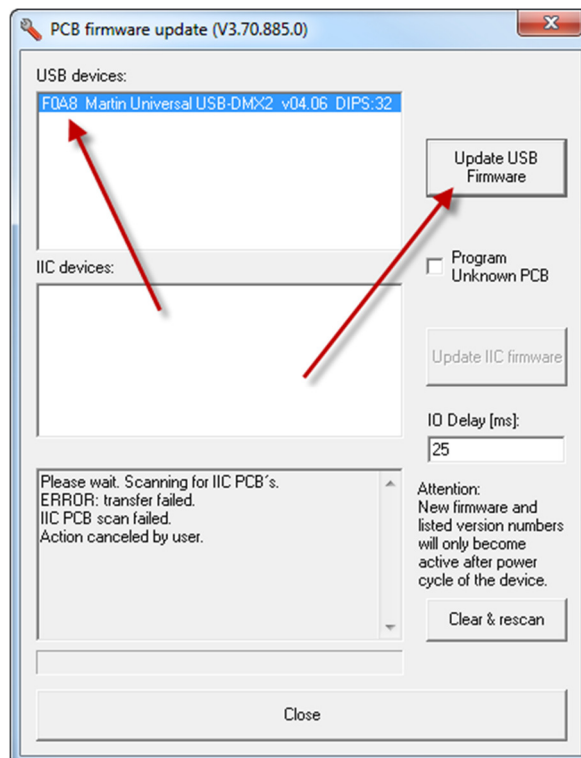 PCB firmware update (V3.70.885.0)
USB devices:
F0A8 Martin Universal USB-DMX2 v04.06 DIPS:32
Update USB
Firmware
IIC devices:
Program
Unknown PCB
Update IIC firmware
IO Delay [ms]:
25
Please wait. Scanning for IIC PCB´s.
ERROR: transfer failed.
IIC PCB scan failed.
Action canceled by user.
Attention:
New firmware and
listed version numbers
will only become
active after power
cycle of the device.
Clear & rescan
Close